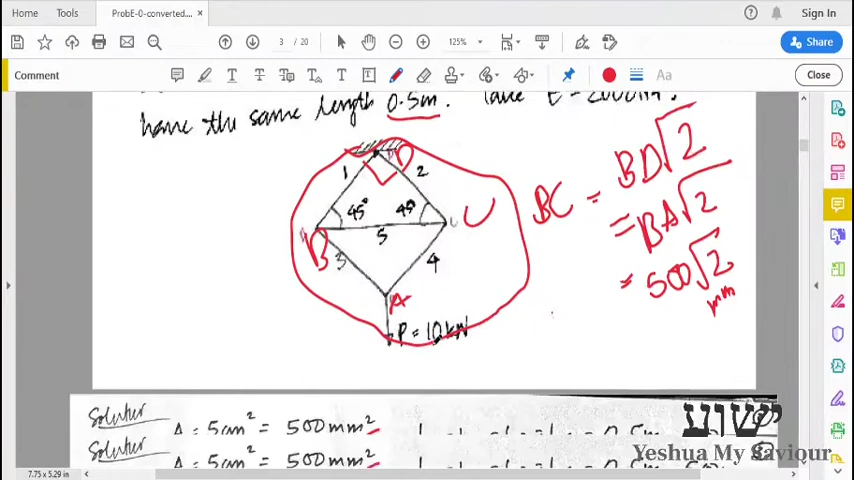 Home Tools ProbE-0-converted.... × Sign In
3 / 20 125% Share
Comment Close
have the same length 0.5m. Take E = 200GPa.
D
1 2
45° 45°
B 5 C
3 4
A
P = 10kN
BC = BD√2
= BA√2
= 500√2
mm
Solution
A = 5cm² = 500mm²
Solution
A = 5cm² = 500mm²
7.75 x 5.29 in
ישוע
Yeshua My Saviour